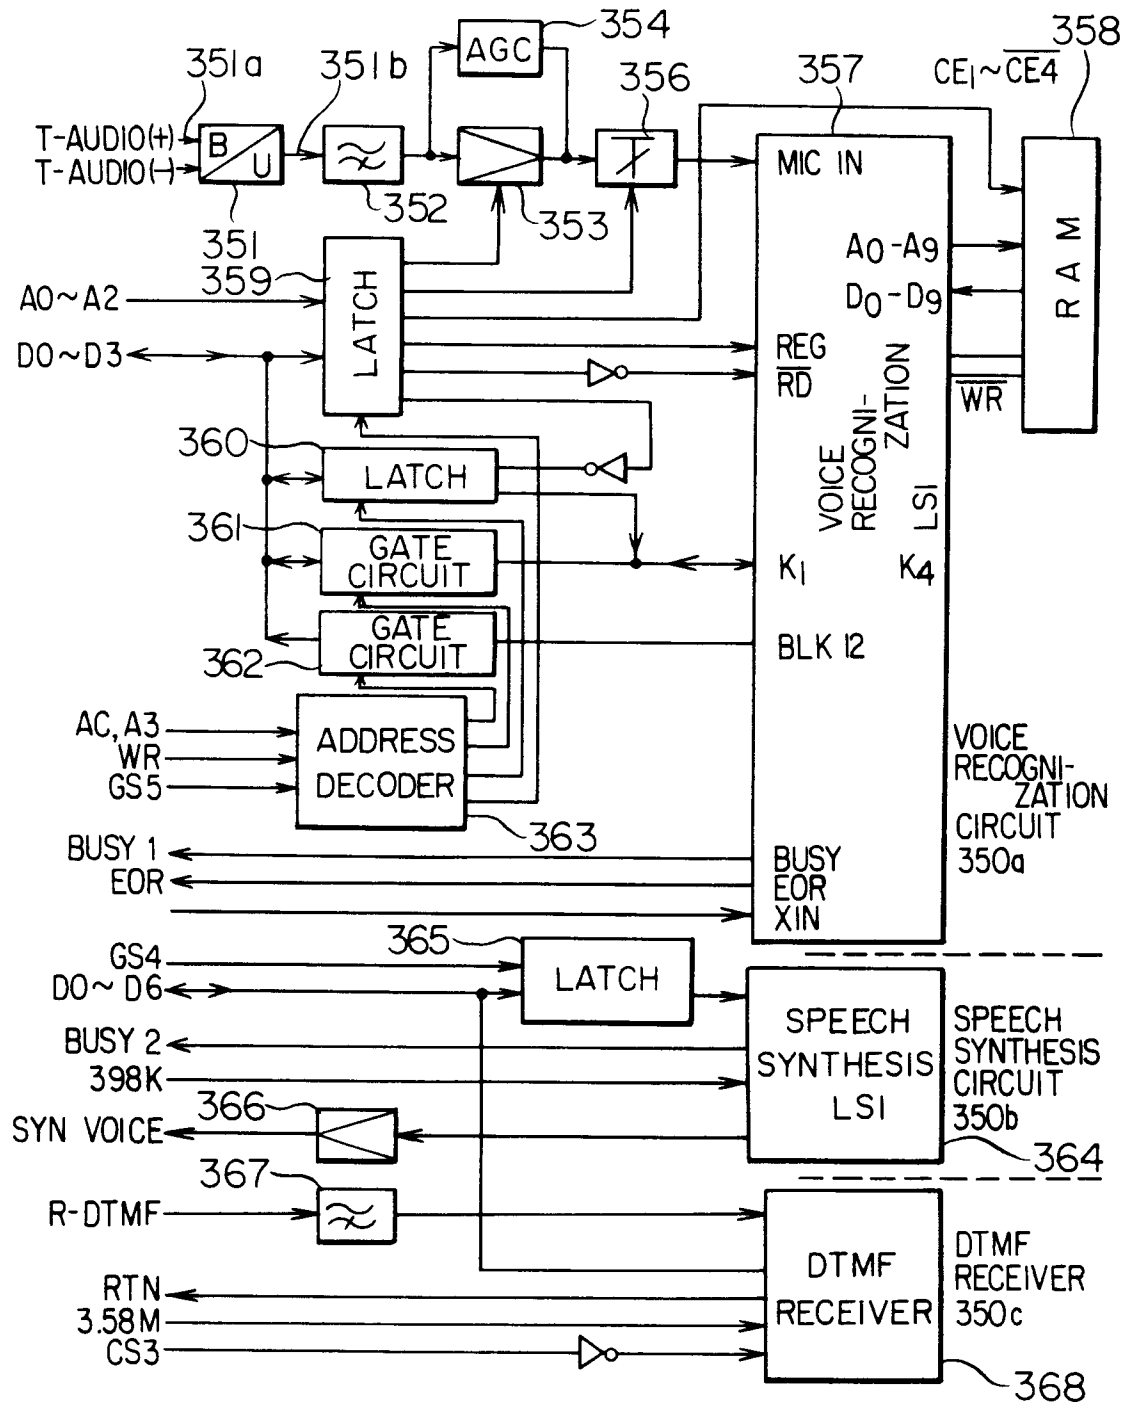 354
358
AGC
351a
351b
356
357
CE1~CE4
T-AUDIO(+)
T-AUDIO(-)
B
U
MIC IN
351
352
353
359
A0-A9
RAM
A0~A2
LATCH
D0-D9
D0~D3
REG
RD
WR
360
LATCH
VOICE
RECOGNI-
ZATION
LSI
361
GATE
CIRCUIT
K1
K4
GATE
CIRCUIT
BLK 12
362
AC, A3
WR
GS5
ADDRESS
DECODER
363
VOICE
RECOGNI-
ZATION
CIRCUIT
350a
BUSY 1
EOR
BUSY
EOR
XIN
365
GS4
D0~D6
LATCH
BUSY 2
398K
SPEECH
SYNTHESIS
LSI
SPEECH
SYNTHESIS
CIRCUIT
350b
366
SYN VOICE
364
367
R-DTMF
DTMF
RECEIVER
DTMF
RECEIVER
350c
RTN
3.58M
CS3
368